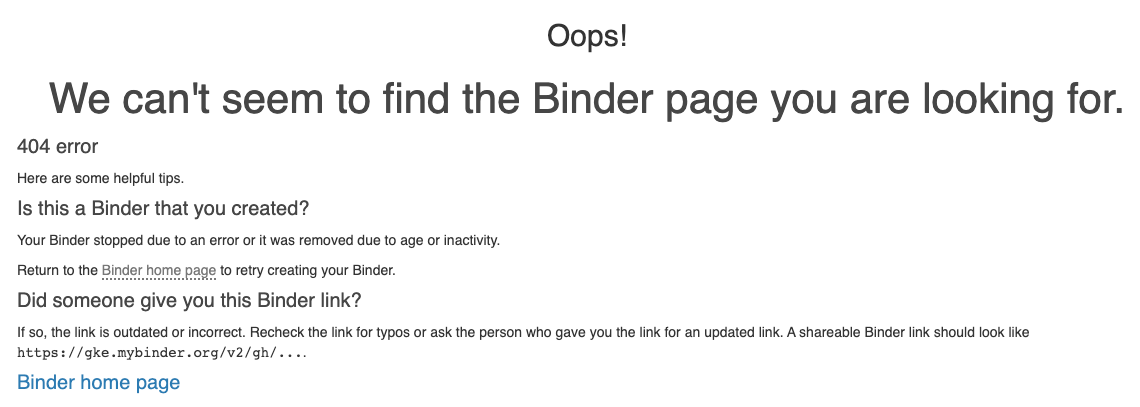 Oops!
We can't seem to find the Binder page you are looking for.
404 error
Here are some helpful tips.
Is this a Binder that you created?
Your Binder stopped due to an error or it was removed due to age or inactivity.
Return to the Binder home page to retry creating your Binder.
Did someone give you this Binder link?
If so, the link is outdated or incorrect. Recheck the link for typos or ask the person who gave you the link for an updated link. A shareable Binder link should look like
https://gke.mybinder.org/v2/gh/....
Binder home page